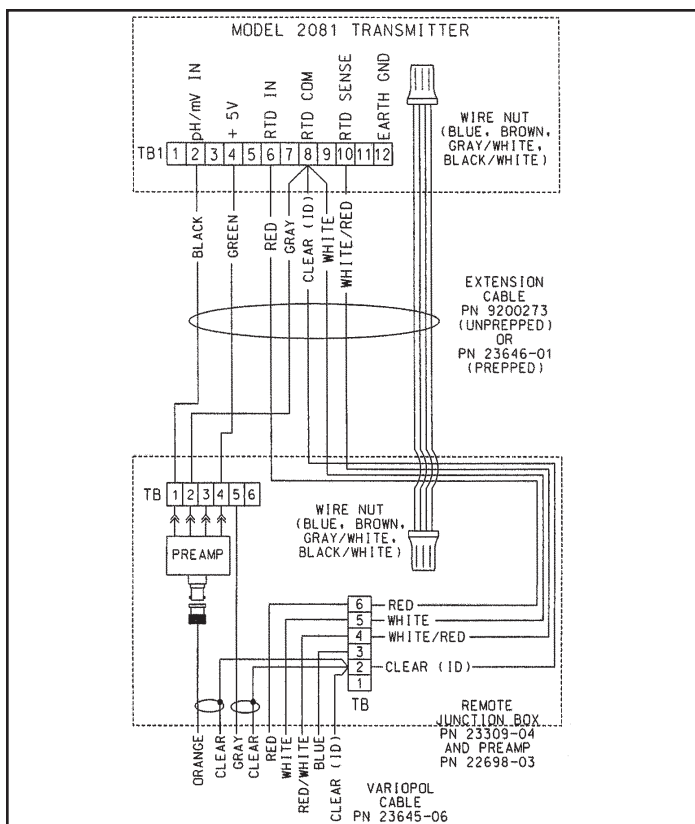 MODEL 2081 TRANSMITTER
pH/mV IN
+ 5V
RTD IN
RTD COM
RTD SENSE
EARTH GND
WIRE NUT
(BLUE, BROWN,
GRAY/WHITE,
BLACK/WHITE)
TB1 1 2 3 4 5 6 7 8 9 10 11 12
BLACK
GREEN
RED
GRAY
CLEAR (ID)
WHITE
WHITE/RED
EXTENSION
CABLE
PN 9200273
(UNPREPPED)
OR
PN 23646-01
(PREPPED)
TB 1 2 3 4 5 6
PREAMP
WIRE NUT
(BLUE, BROWN,
GRAY/WHITE,
BLACK/WHITE)
6 RED
5 WHITE
4 WHITE/RED
3
2 CLEAR (ID)
1
TB
REMOTE
JUNCTION BOX
PN 23309-04
AND PREAMP
PN 22698-03
ORANGE
CLEAR
GRAY
CLEAR
RED
WHITE
RED/WHITE
BLUE
CLEAR (ID)
VARIOPOL
CABLE
PN 23645-06